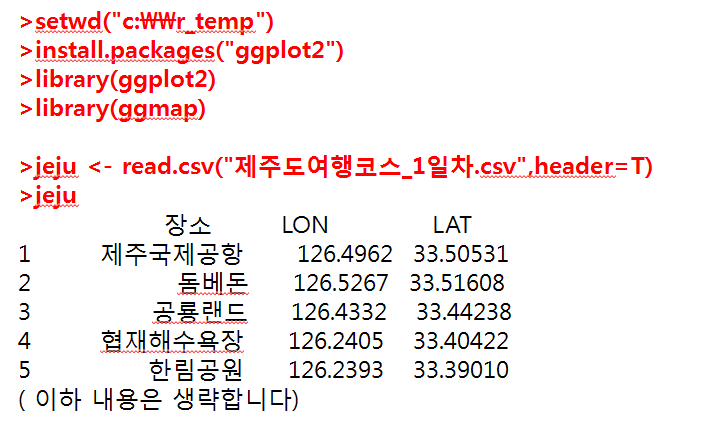 >setwd("c:₩₩r_temp")
>install.packages("ggplot2")
>library(ggplot2)
>library(ggmap)
>jeju <- read.csv("제주도여행코스_1일차.csv",header=T)
>jeju
장소 LON LAT
1 제주국제공항 126.4962 33.50531
2 돔베돈 126.5267 33.51608
3 공룡랜드 126.4332 33.44238
4 협재해수욕장 126.2405 33.40422
5 한림공원 126.2393 33.39010
( 이하 내용은 생략합니다)